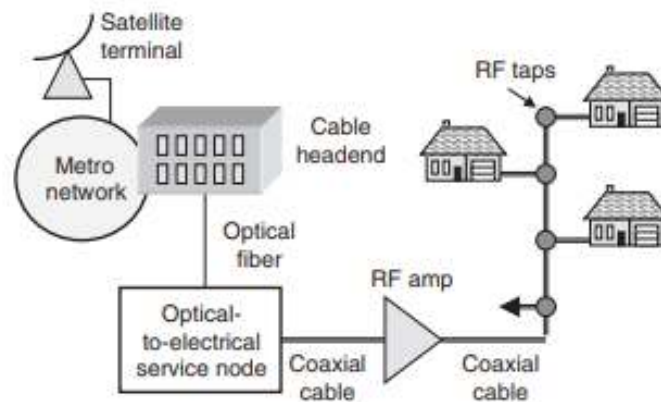 Satellite
terminal
RF taps
Cable
headend
Metro
network
Optical
fiber
RF amp
Optical-
to-electrical
service node
Coaxial
cable
Coaxial
cable